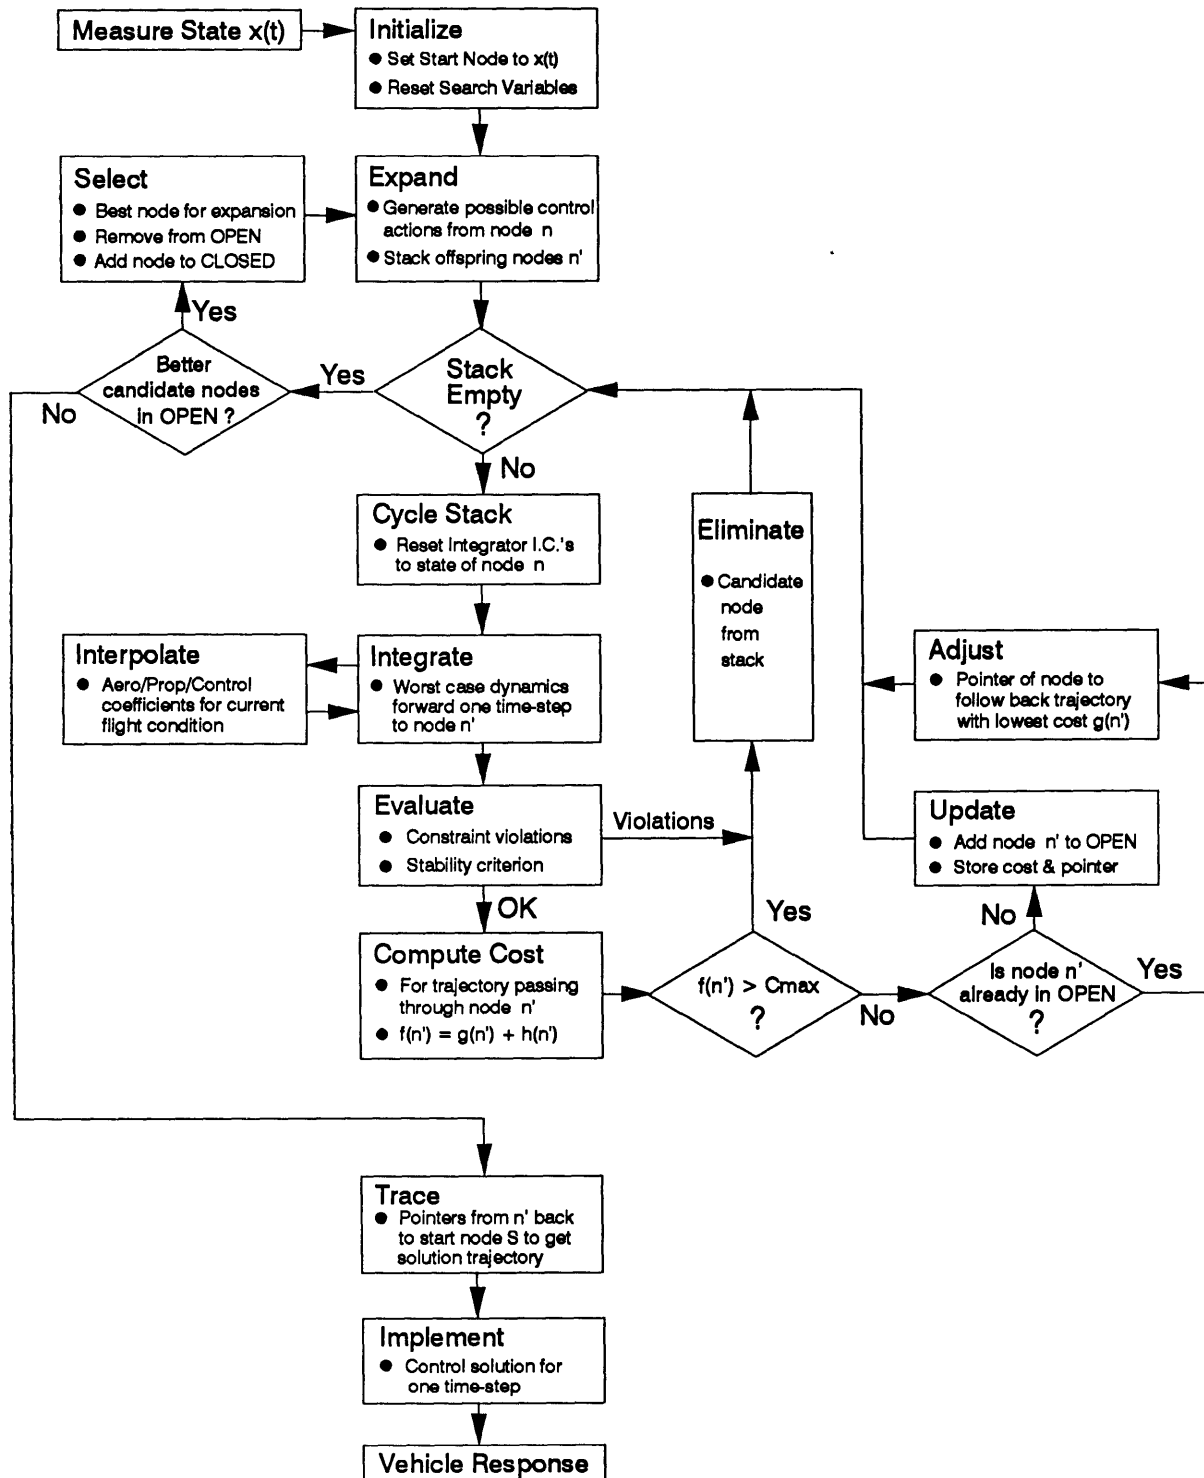 Measure State x(t)
Initialize
● Set Start Node to x(t)
● Reset Search Variables
Select
● Best node for expansion
● Remove from OPEN
● Add node to CLOSED
Expand
● Generate possible control
actions from node n
● Stack offspring nodes n'
Yes
Better
candidate nodes
in OPEN ?
No
Yes
Stack
Empty
?
No
Cycle Stack
● Reset Integrator I.C.'s
to state of node n
Eliminate
● Candidate
node
from
stack
Interpolate
● Aero/Prop/Control
coefficients for current
flight condition
Integrate
● Worst case dynamics
forward one time-step
to node n'
Adjust
● Pointer of node to
follow back trajectory
with lowest cost g(n')
Evaluate
● Constraint violations
● Stability criterion
Violations
Update
● Add node n' to OPEN
● Store cost & pointer
OK
Yes
No
Compute Cost
● For trajectory passing
through node n'
● f(n') = g(n') + h(n')
f(n') > Cmax
?
No
Is node n'
already in OPEN
?
Yes
Trace
● Pointers from n' back
to start node S to get
solution trajectory
Implement
● Control solution for
one time-step
Vehicle Response